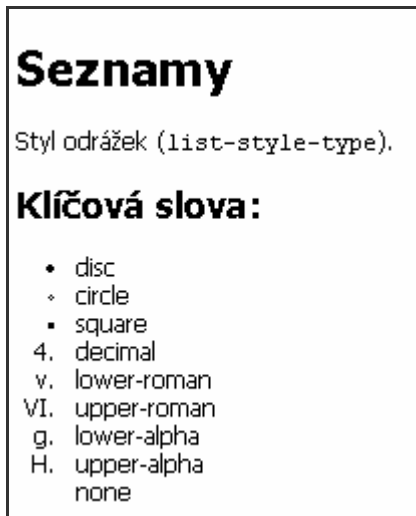 Seznamy
Styl odrážek (list-style-type).
Klíčová slova:
• disc
◦ circle
▪ square
4. decimal
v. lower-roman
VI. upper-roman
g. lower-alpha
H. upper-alpha
none